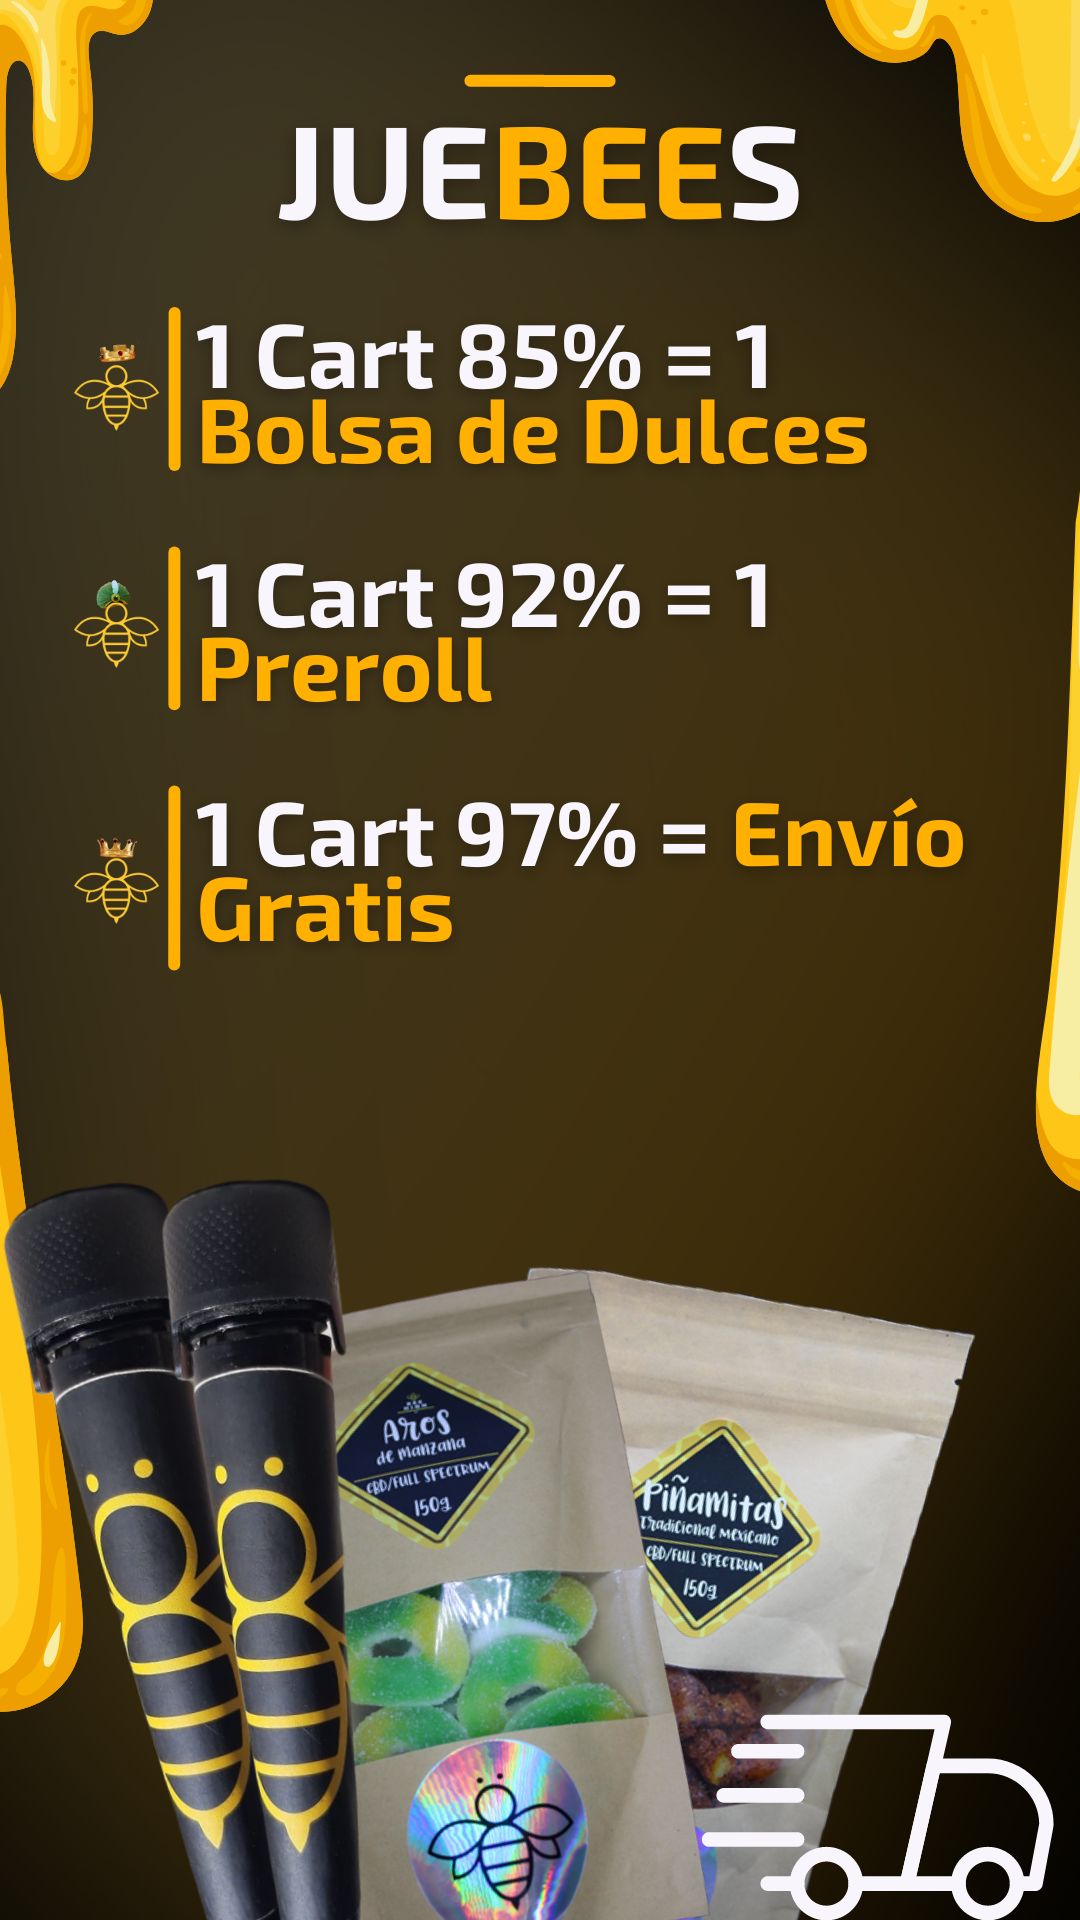 JUEBEES
1 Cart 85% = 1
Bolsa de Dulces
1 Cart 92% = 1
Preroll
1 Cart 97% = Envío
Gratis
Aros
de manzana
CBD/FULL SPECTRUM
150g
Piñamitas
Tradicional mexicano
CBD/FULL SPECTRUM
150g